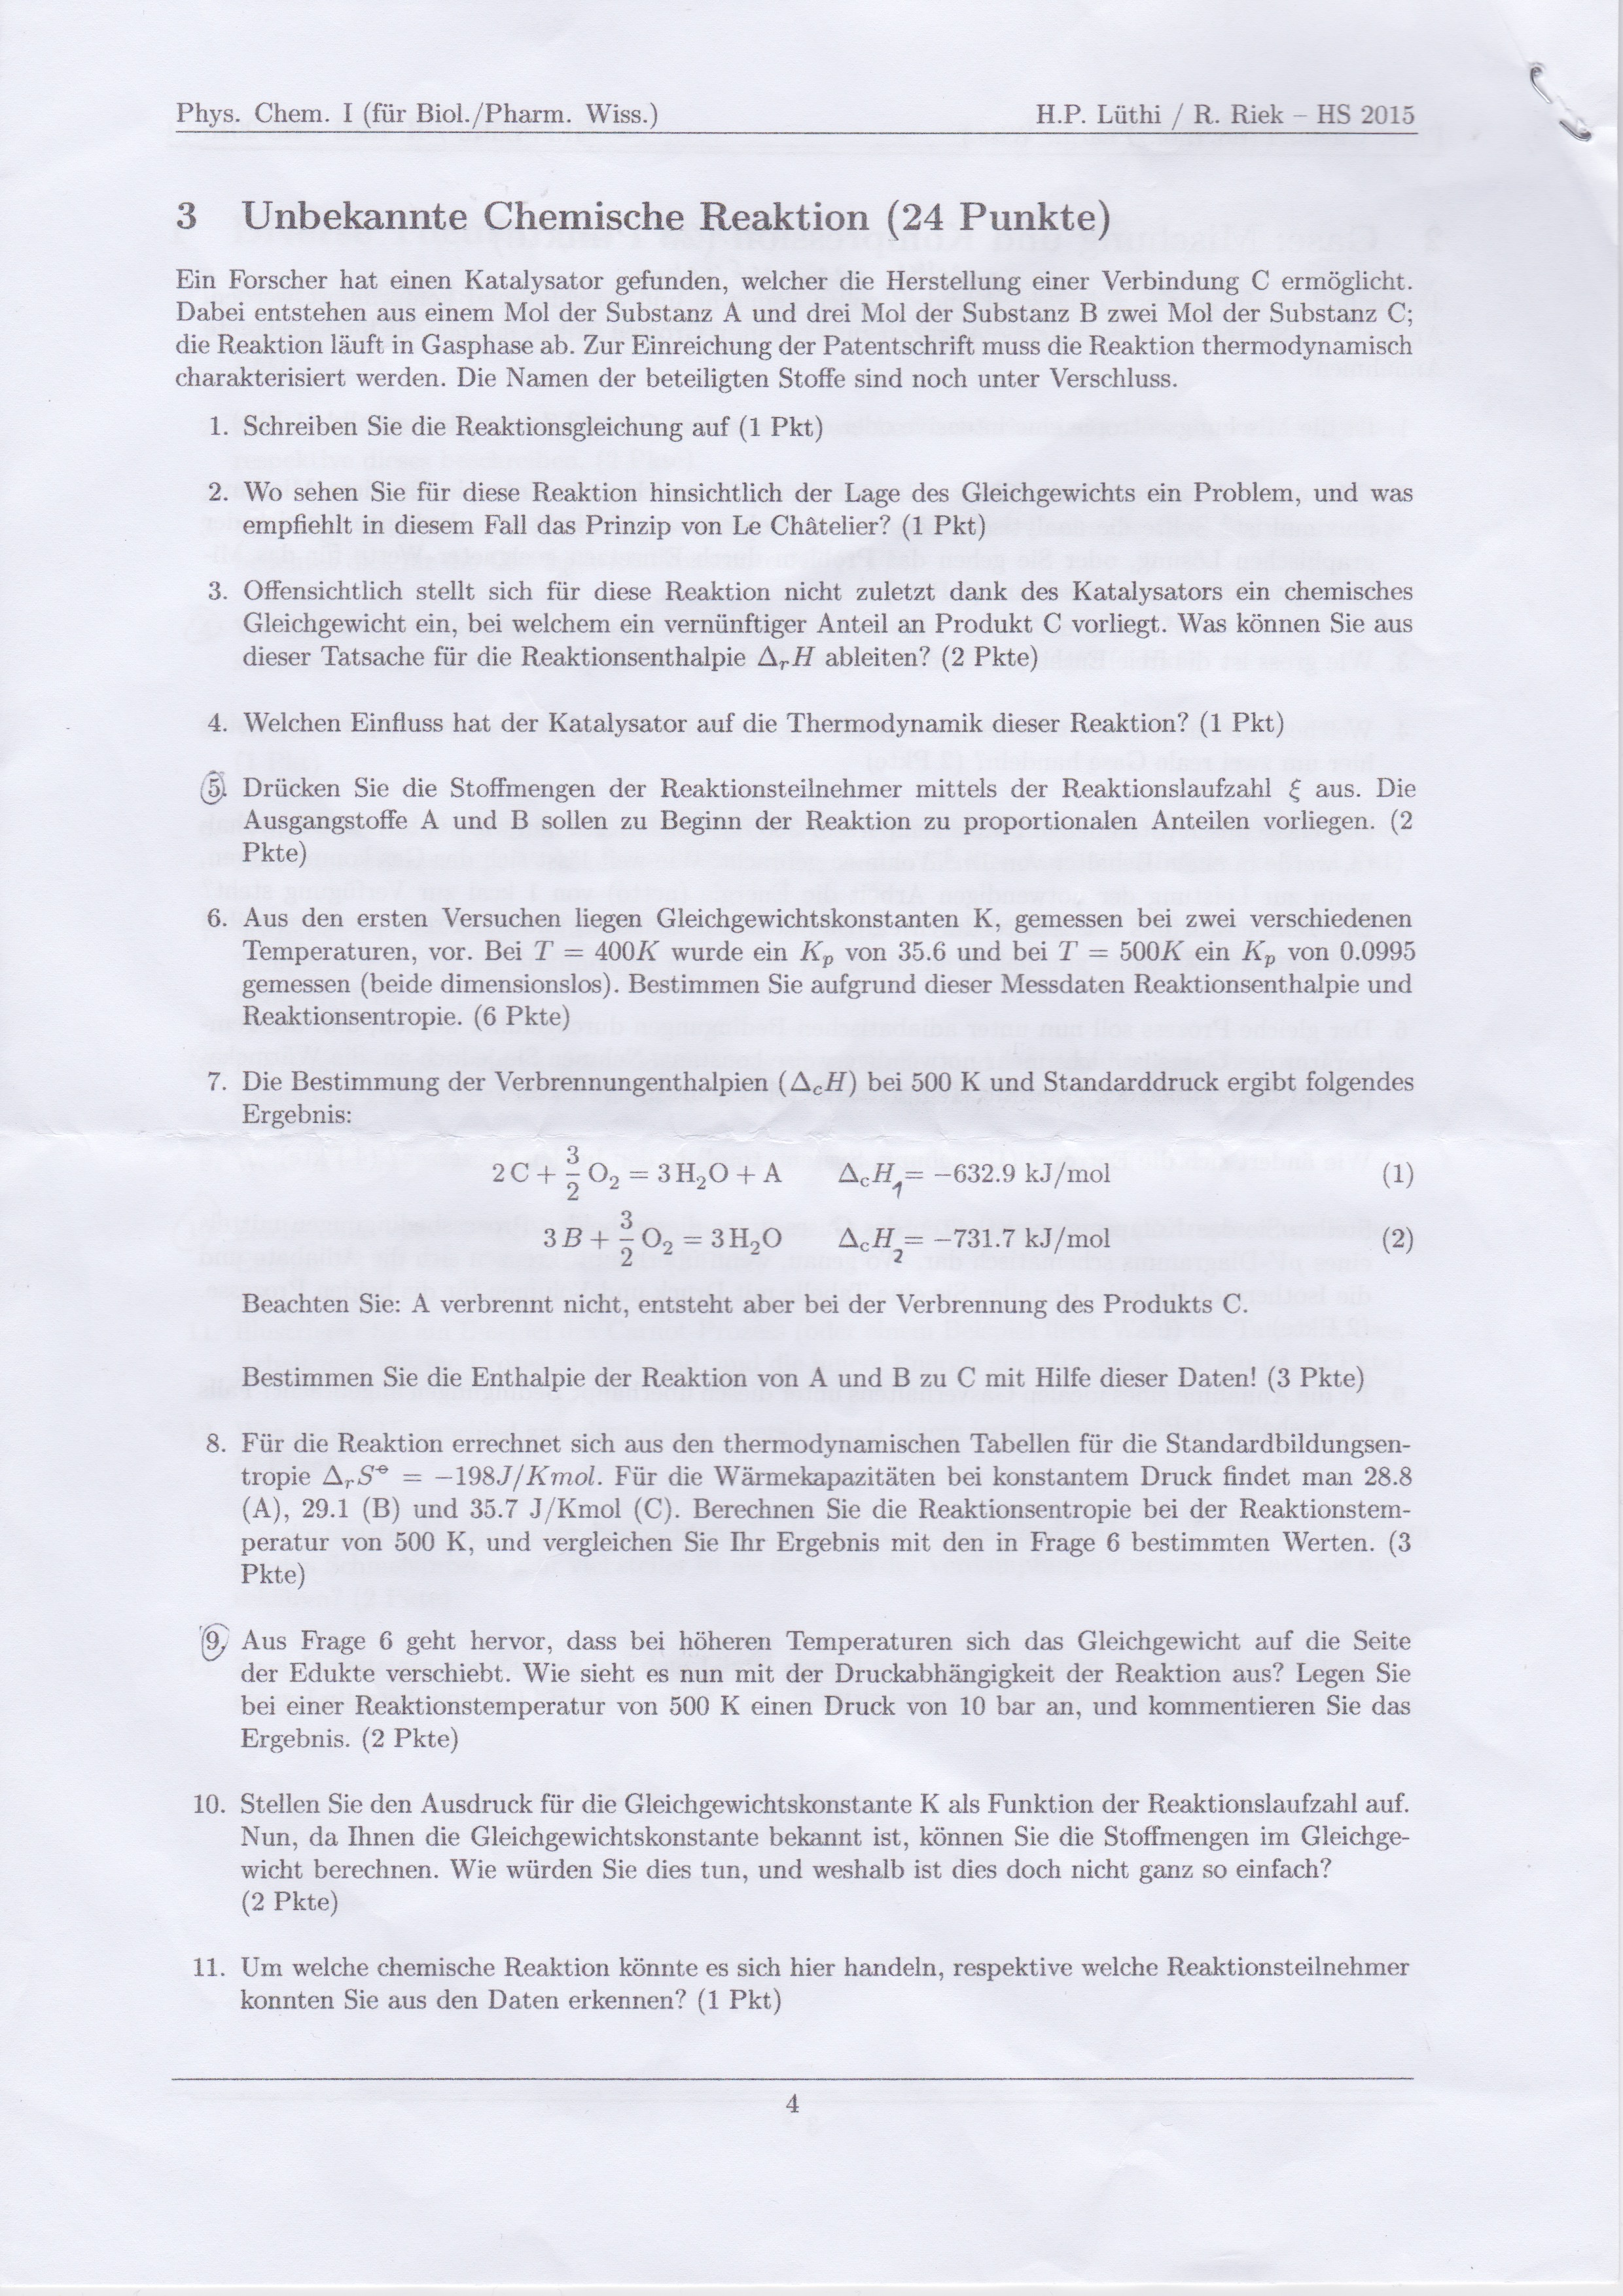 Phys. Chem. I (für Biol./Pharm. Wiss.) H.P. Lüthi / R. Riek – HS 2015
3 Unbekannte Chemische Reaktion (24 Punkte)
Ein Forscher hat einen Katalysator gefunden, welcher die Herstellung einer Verbindung C ermöglicht.
Dabei entstehen aus einem Mol der Substanz A und drei Mol der Substanz B zwei Mol der Substanz C;
die Reaktion läuft in Gasphase ab. Zur Einreichung der Patentschrift muss die Reaktion thermodynamisch
charakterisiert werden. Die Namen der beteiligten Stoffe sind noch unter Verschluss.
1. Schreiben Sie die Reaktionsgleichung auf (1 Pkt)
2. Wo sehen Sie für diese Reaktion hinsichtlich der Lage des Gleichgewichts ein Problem, und was
empfiehlt in diesem Fall das Prinzip von Le Châtelier? (1 Pkt)
3. Offensichtlich stellt sich für diese Reaktion nicht zuletzt dank des Katalysators ein chemisches
Gleichgewicht ein, bei welchem ein vernünftiger Anteil an Produkt C vorliegt. Was können Sie aus
dieser Tatsache für die Reaktionsenthalpie ΔᵣH ableiten? (2 Pkte)
4. Welchen Einfluss hat der Katalysator auf die Thermodynamik dieser Reaktion? (1 Pkt)
5. Drücken Sie die Stoffmengen der Reaktionsteilnehmer mittels der Reaktionslaufzahl ξ aus. Die
Ausgangstoffe A und B sollen zu Beginn der Reaktion zu proportionalen Anteilen vorliegen. (2
Pkte)
6. Aus den ersten Versuchen liegen Gleichgewichtskonstanten K, gemessen bei zwei verschiedenen
Temperaturen, vor. Bei T = 400K wurde ein Kₚ von 35.6 und bei T = 500K ein Kₚ von 0.0995
gemessen (beide dimensionslos). Bestimmen Sie aufgrund dieser Messdaten Reaktionsenthalpie und
Reaktionsentropie. (6 Pkte)
7. Die Bestimmung der Verbrennungenthalpien (Δ_cH) bei 500 K und Standarddruck ergibt folgendes
Ergebnis:
2 C + 3/2 O₂ = 3 H₂O + A Δ_cH₁ = −632.9 kJ/mol (1)
3 B + 3/2 O₂ = 3 H₂O Δ_cH₂ = −731.7 kJ/mol (2)
Beachten Sie: A verbrennt nicht, entsteht aber bei der Verbrennung des Produkts C.
Bestimmen Sie die Enthalpie der Reaktion von A und B zu C mit Hilfe dieser Daten! (3 Pkte)
8. Für die Reaktion errechnet sich aus den thermodynamischen Tabellen für die Standardbildungsen-
tropie ΔᵣS⦵ = −198J/Kmol. Für die Wärmekapazitäten bei konstantem Druck findet man 28.8
(A), 29.1 (B) und 35.7 J/Kmol (C). Berechnen Sie die Reaktionsentropie bei der Reaktionstem-
peratur von 500 K, und vergleichen Sie Ihr Ergebnis mit den in Frage 6 bestimmten Werten. (3
Pkte)
9. Aus Frage 6 geht hervor, dass bei höheren Temperaturen sich das Gleichgewicht auf die Seite
der Edukte verschiebt. Wie sieht es nun mit der Druckabhängigkeit der Reaktion aus? Legen Sie
bei einer Reaktionstemperatur von 500 K einen Druck von 10 bar an, und kommentieren Sie das
Ergebnis. (2 Pkte)
10. Stellen Sie den Ausdruck für die Gleichgewichtskonstante K als Funktion der Reaktionslaufzahl auf.
Nun, da Ihnen die Gleichgewichtskonstante bekannt ist, können Sie die Stoffmengen im Gleichge-
wicht berechnen. Wie würden Sie dies tun, und weshalb ist dies doch nicht ganz so einfach?
(2 Pkte)
11. Um welche chemische Reaktion könnte es sich hier handeln, respektive welche Reaktionsteilnehmer
konnten Sie aus den Daten erkennen? (1 Pkt)
4